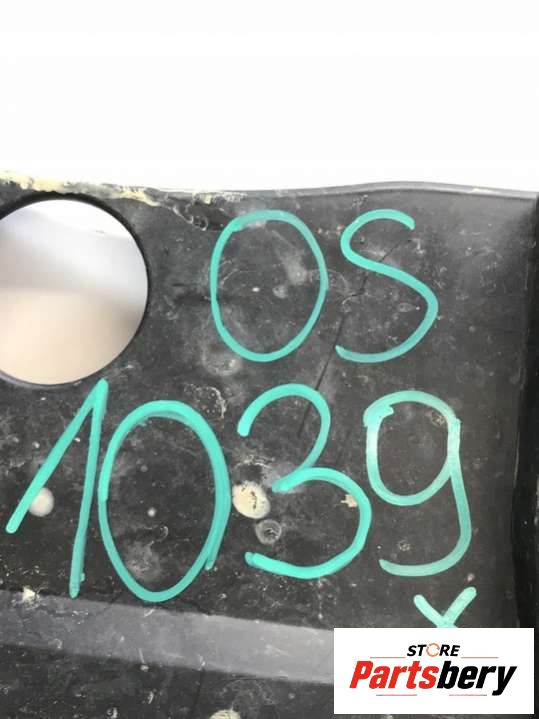 OS
1039
x
STORE
Partsbery